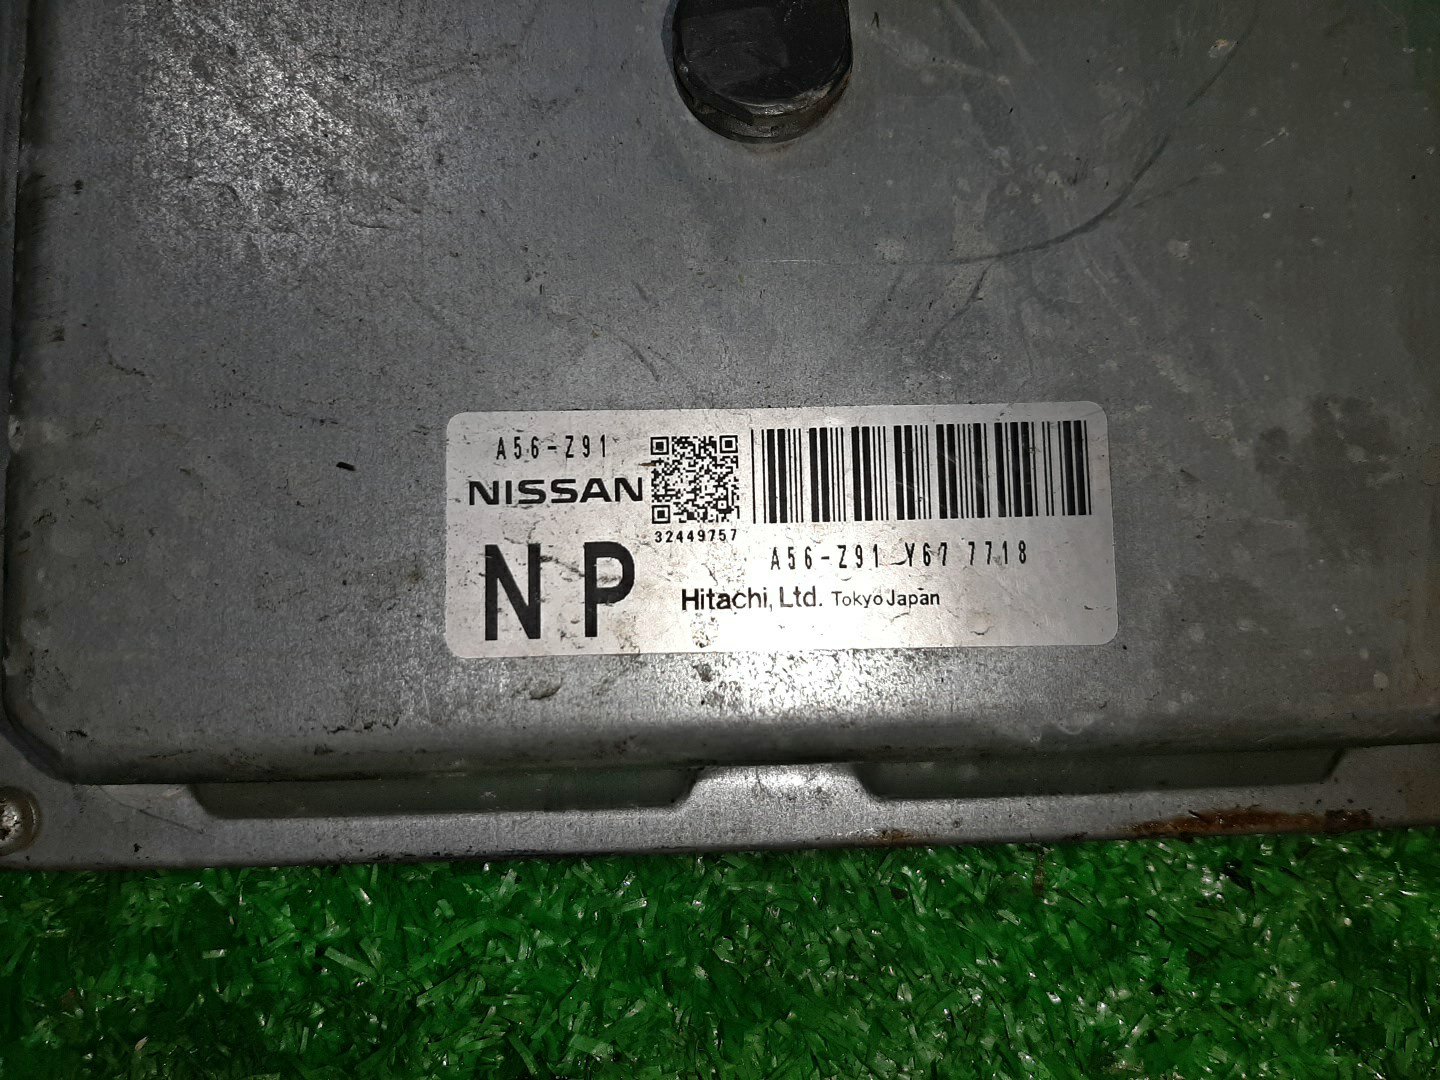 A56-Z91
NISSAN
32449757
NP
A56-Z91 Y67 7718
Hitachi, Ltd. Tokyo Japan